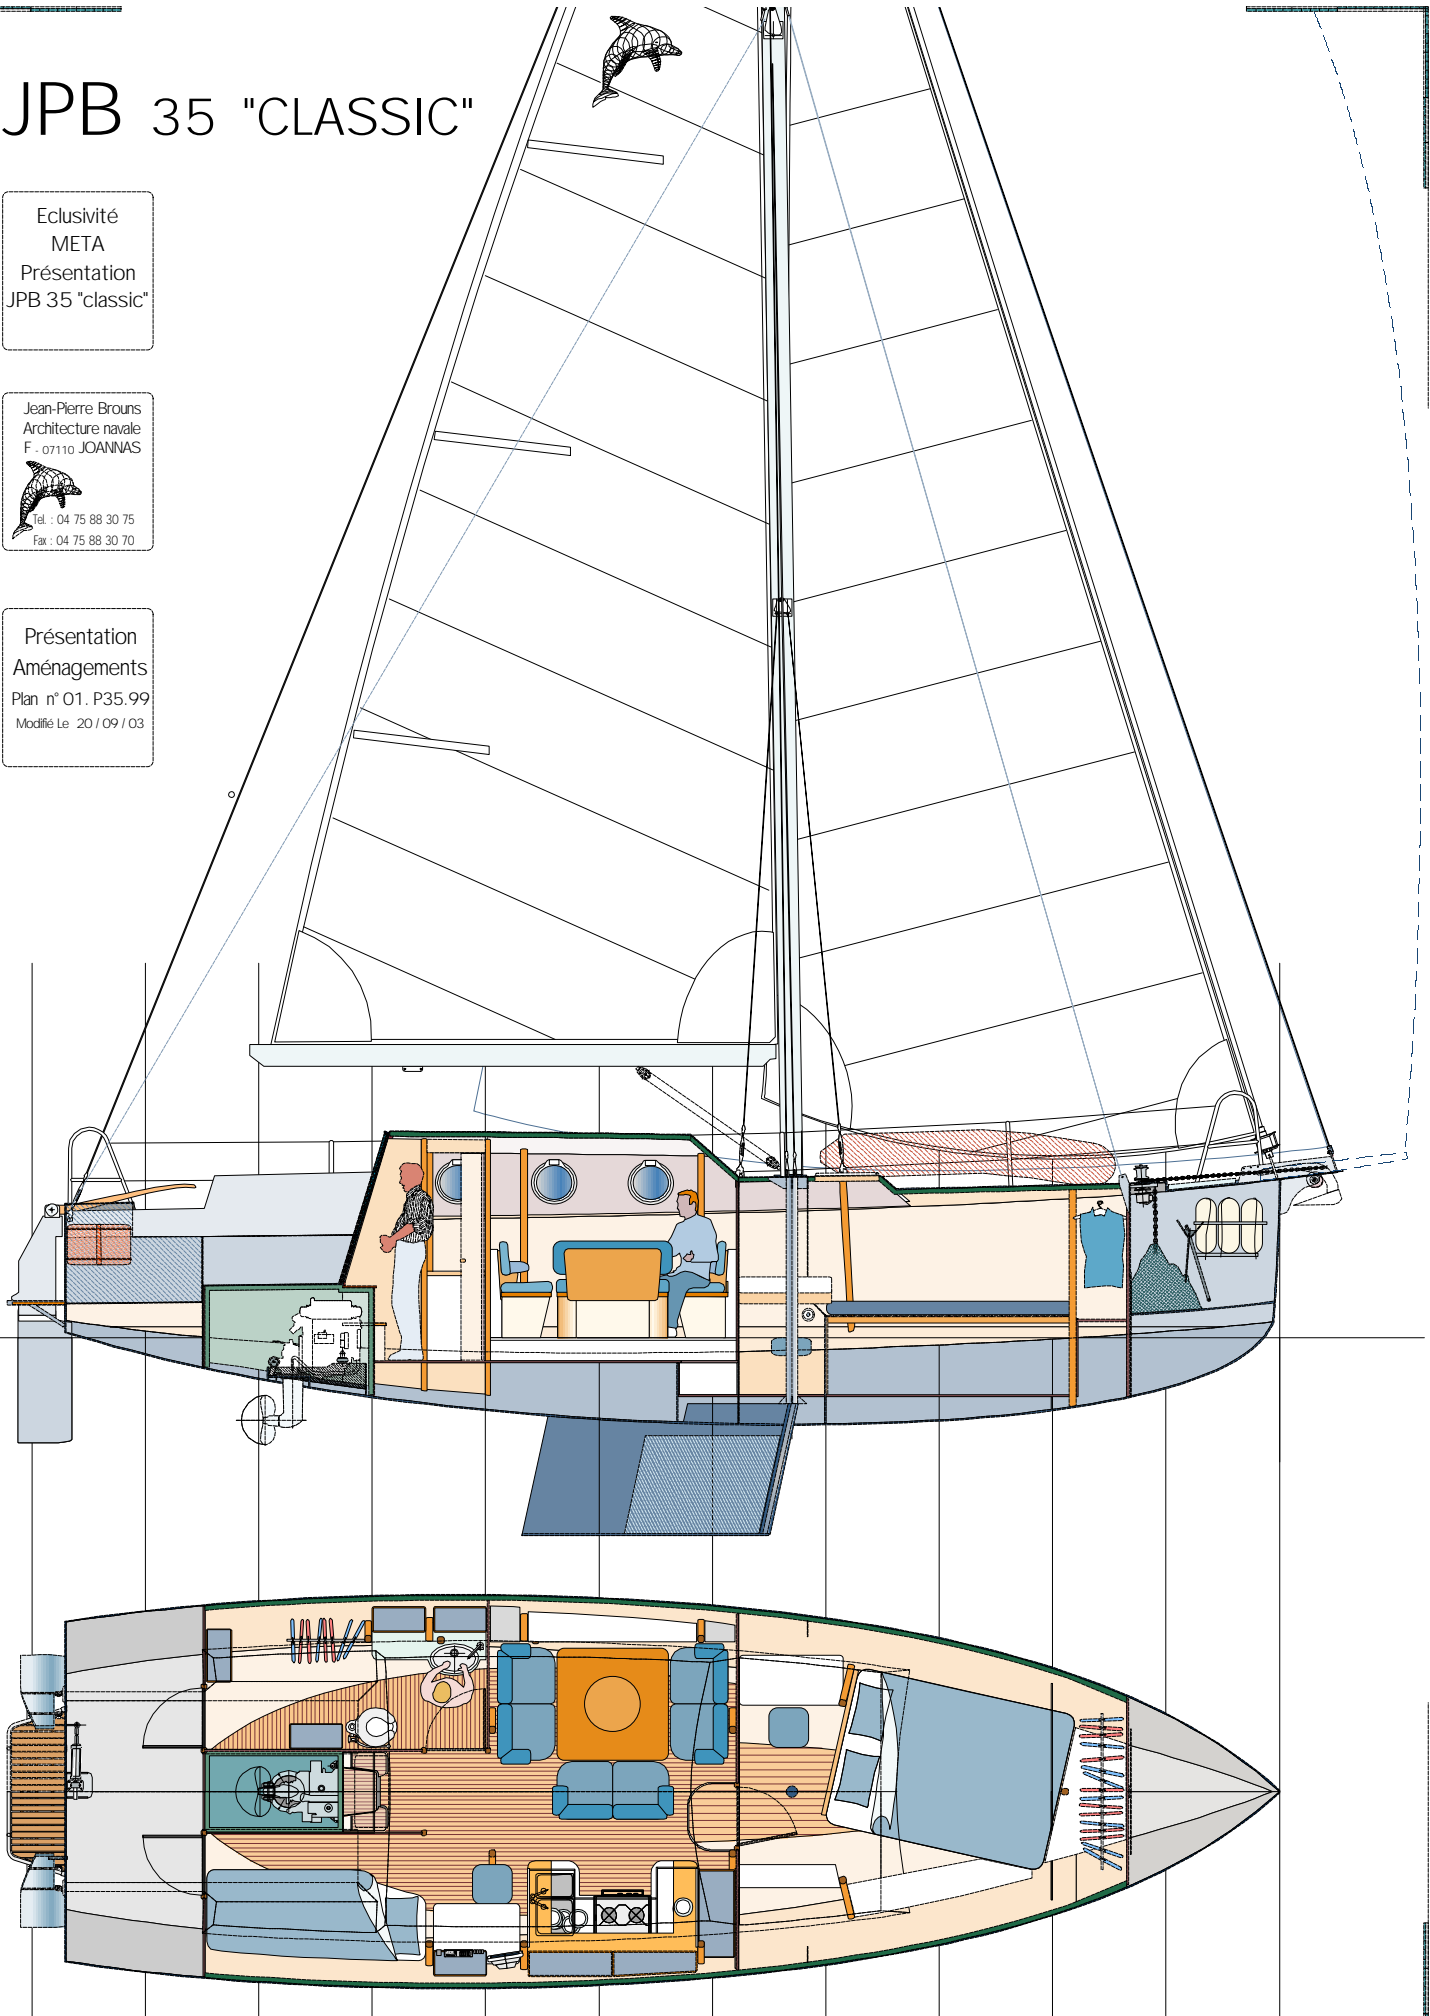 JPB 35 "CLASSIC"
Eclusivité
META
Présentation
JPB 35 "classic"
Jean-Pierre Brouns
Architecture navale
F - 07110 JOANNAS
Tel. : 04 75 88 30 75
Fax : 04 75 88 30 70
Présentation
Aménagements
Plan n° 01. P35.99
Modifié Le 20 / 09 / 03